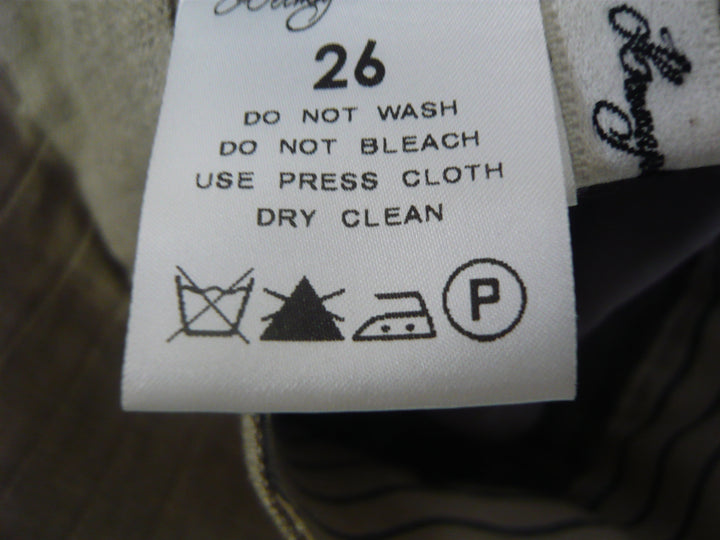 26
DO NOT WASH
DO NOT BLEACH
USE PRESS CLOTH
DRY CLEAN
P